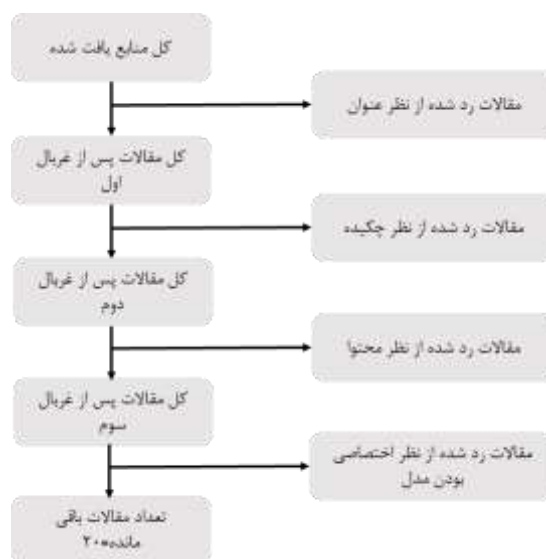 کل منابع یافت شده
مقالات رد شده از نظر عنوان
کل مقالات پس از غربال
اول
مقالات رد شده از نظر چکیده
کل مقالات پس از غربال
دوم
مقالات رد شده از نظر محتوا
کل مقالات پس از غربال
سوم
مقالات رد شده از نظر اختصاصی
بودن مدل
تعداد مقالات باقی
مانده=۲۰